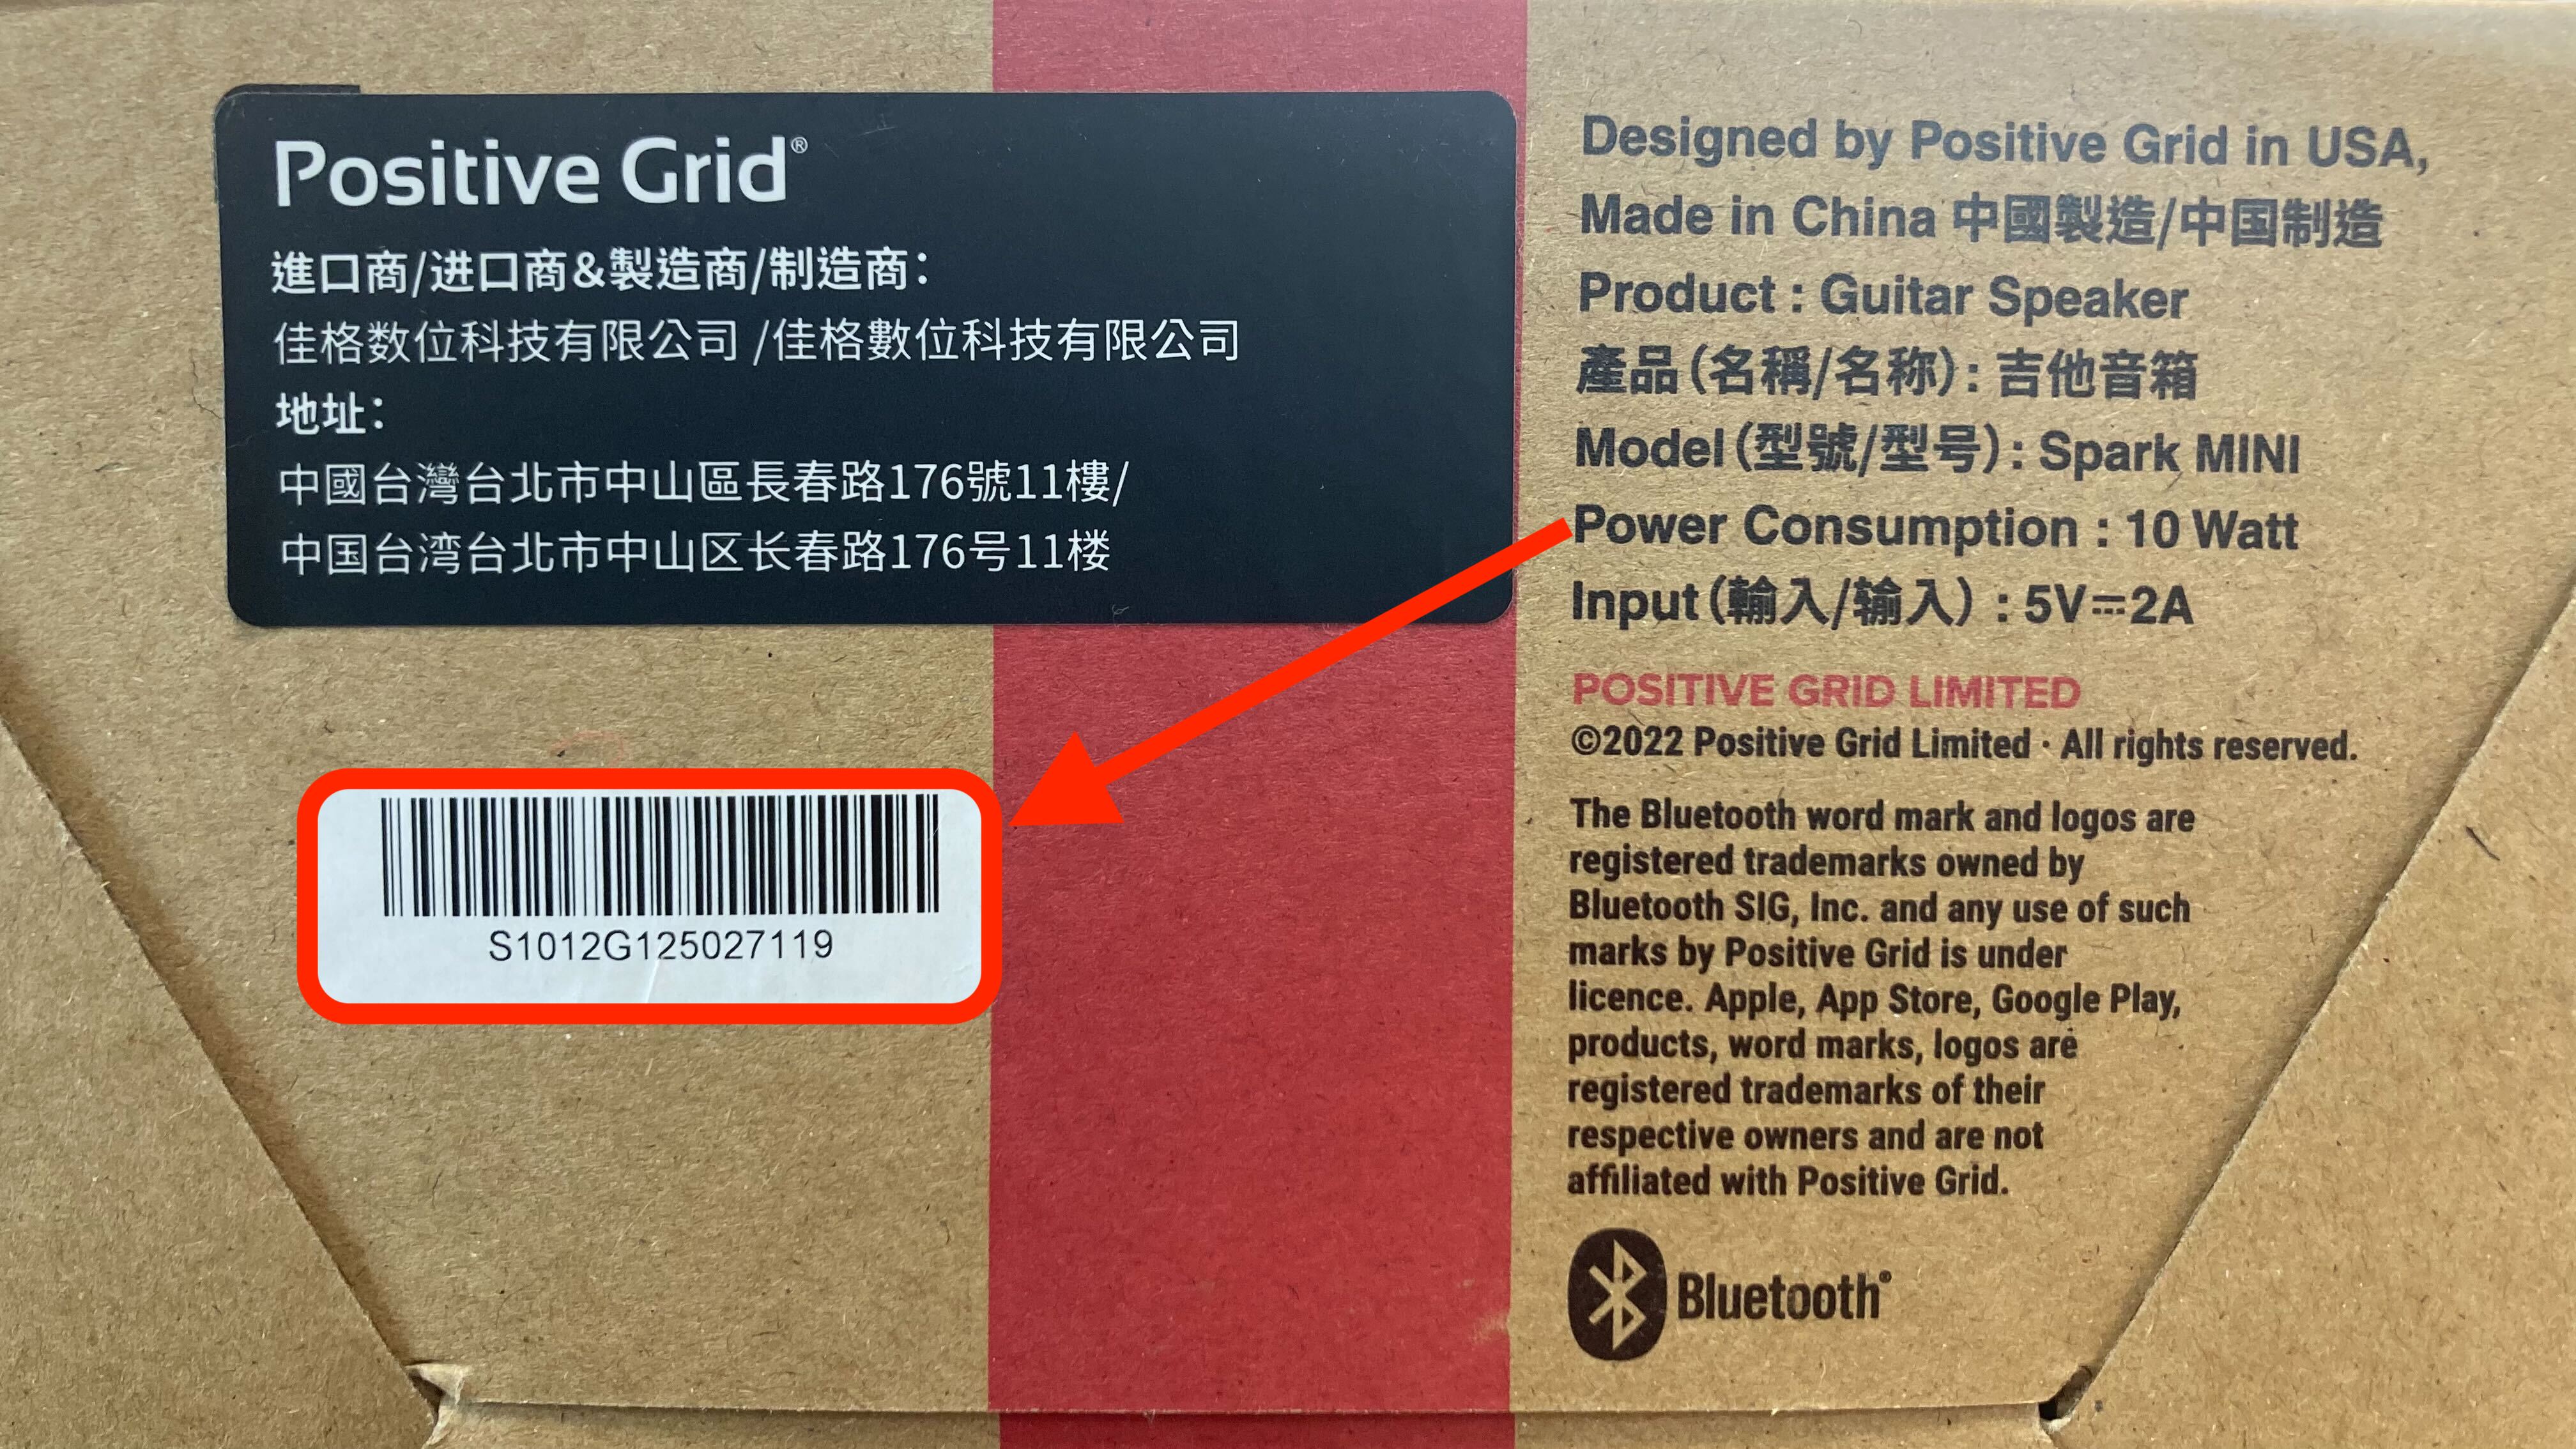 Positive Grid®
進口商/进口商&製造商/制造商：
佳格数位科技有限公司 /佳格數位科技有限公司
地址：
中國台灣台北市中山區長春路176號11樓/
中国台湾台北市中山区长春路176号11楼
S1012G125027119
Designed by Positive Grid in USA,
Made in China 中國製造/中国制造
Product : Guitar Speaker
產品（名稱/名称）: 吉他音箱
Model（型號/型号）: Spark MINI
Power Consumption : 10 Watt
Input（輸入/输入）: 5V⎓2A
POSITIVE GRID LIMITED
©2022 Positive Grid Limited · All rights reserved.
The Bluetooth word mark and logos are
registered trademarks owned by
Bluetooth SIG, Inc. and any use of such
marks by Positive Grid is under
licence. Apple, App Store, Google Play,
products, word marks, logos are
registered trademarks of their
respective owners and are not
affiliated with Positive Grid.
Bluetooth®